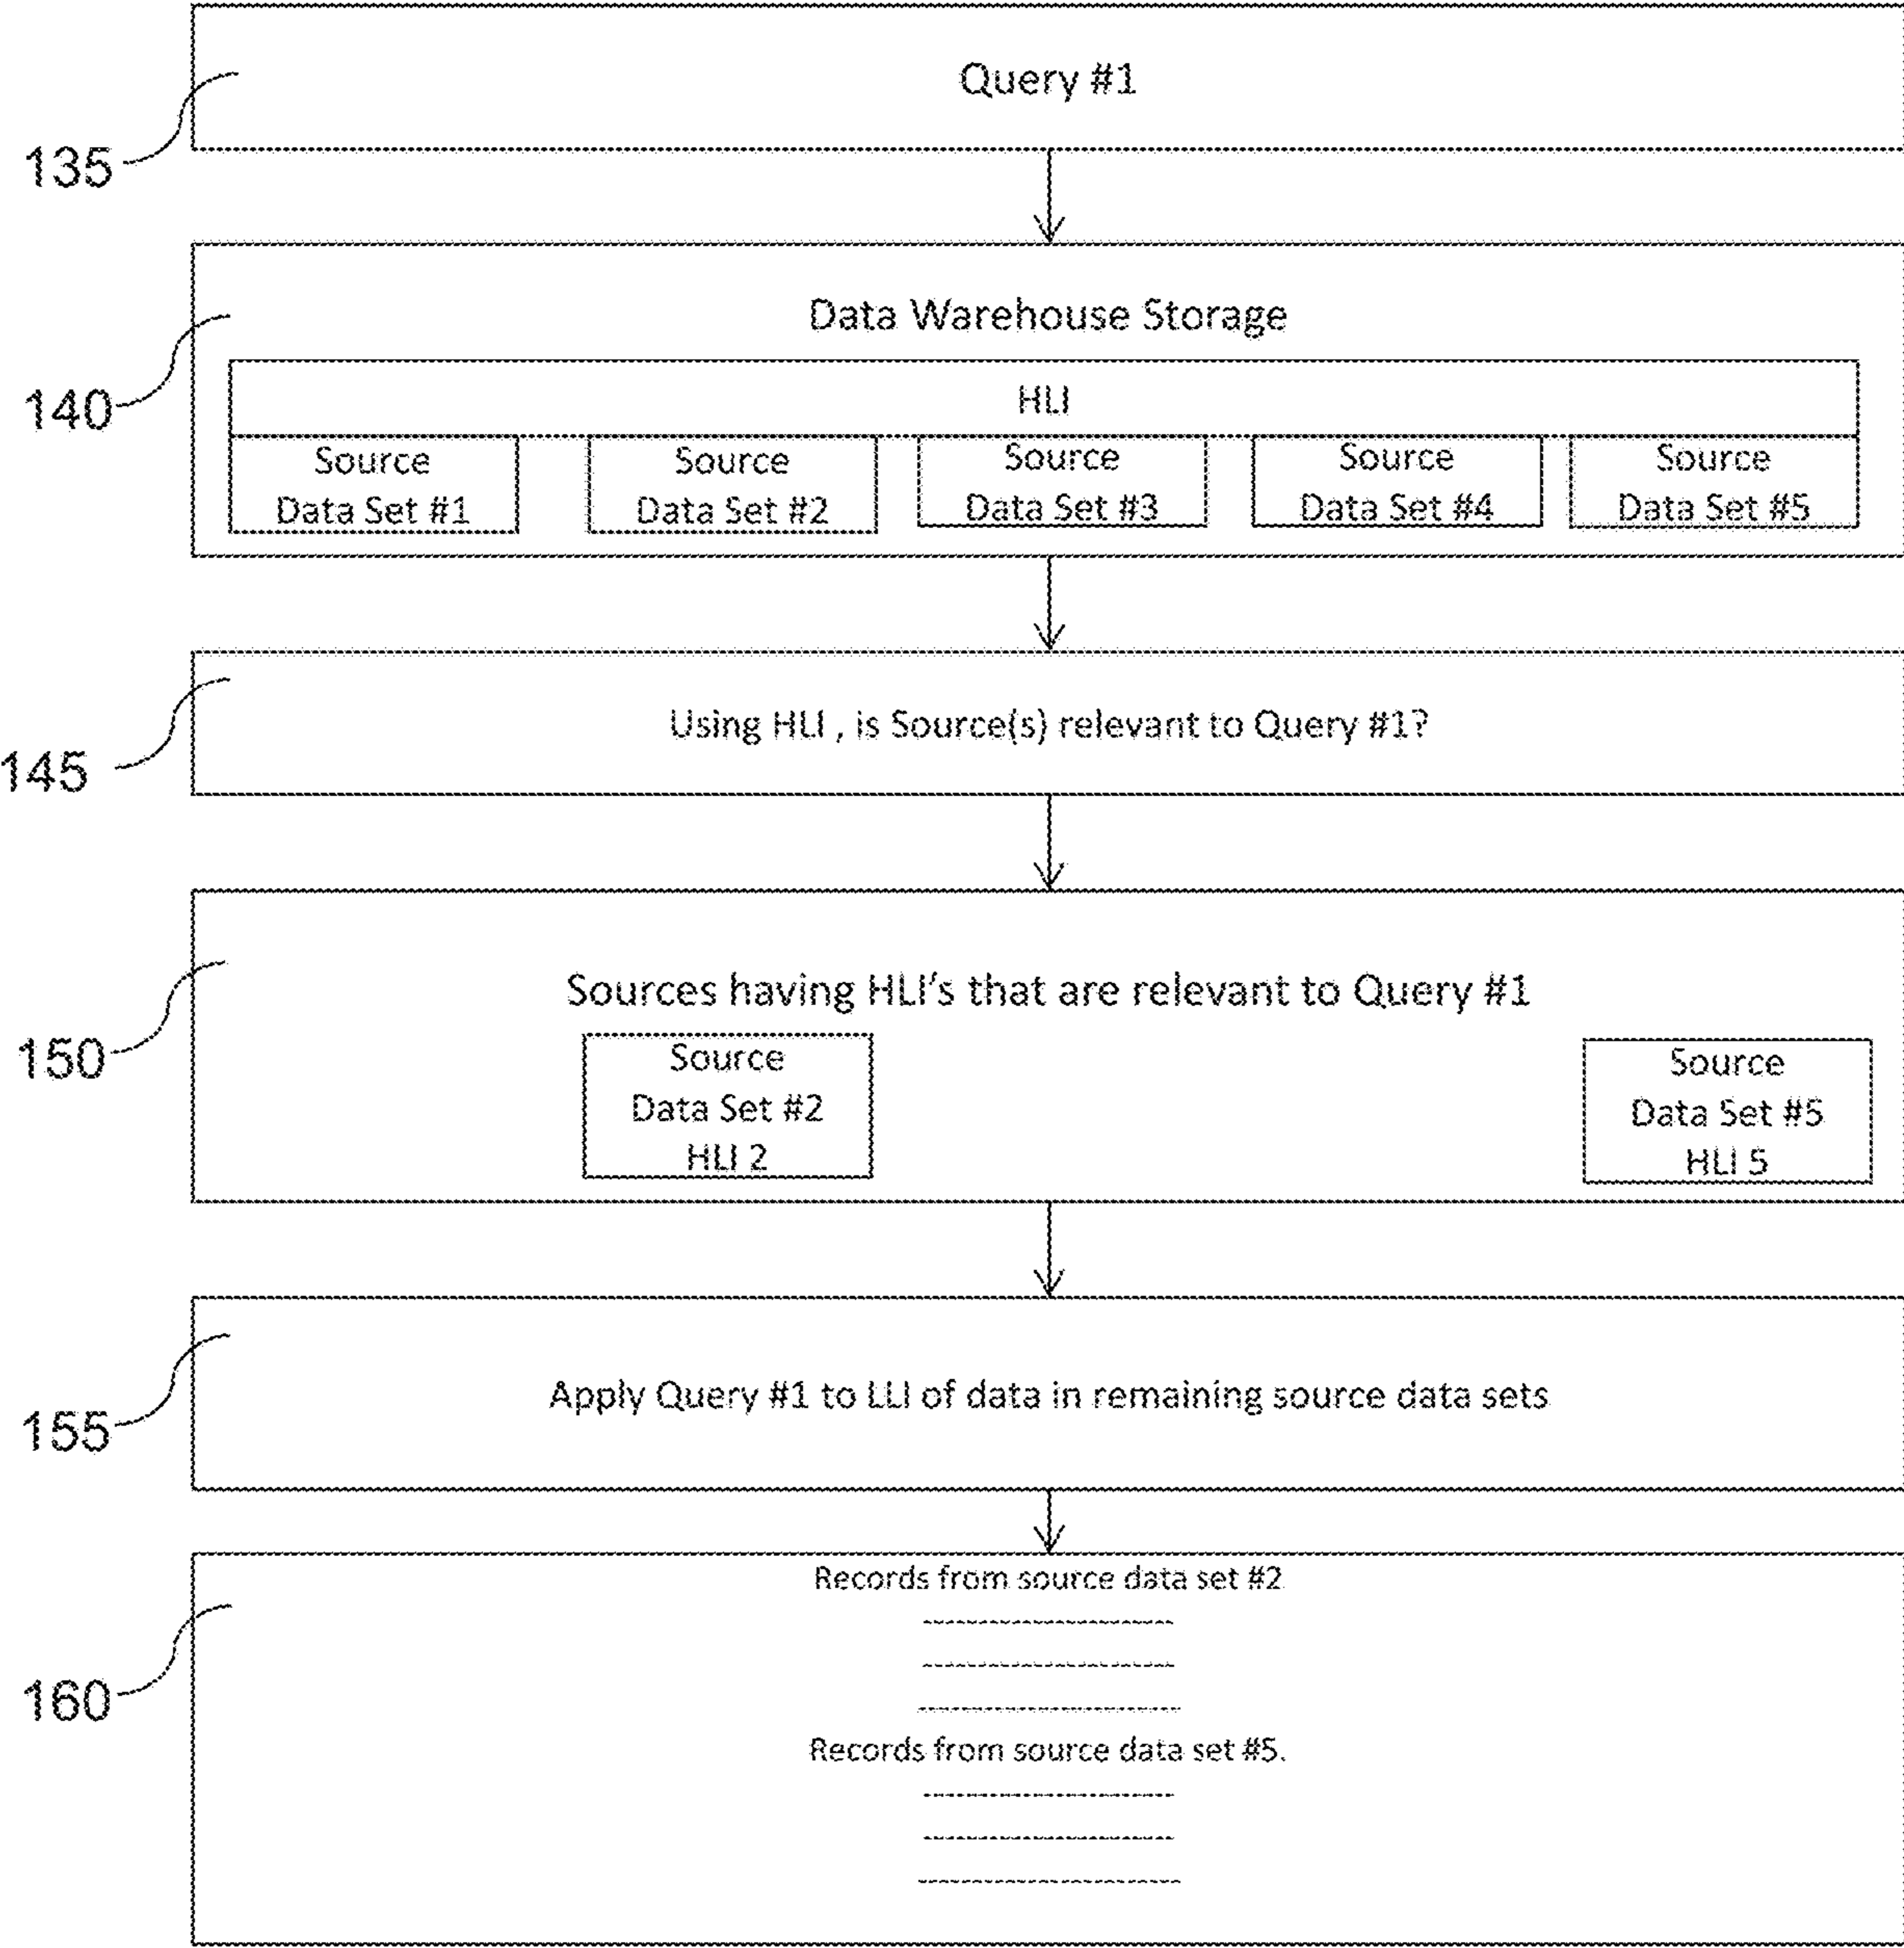 Query #1
135
Data Warehouse Storage
140
HLI
Source
Data Set #1
Source
Data Set #2
Source
Data Set #3
Source
Data Set #4
Source
Data Set #5
Using HLI , is Source(s) relevant to Query #1?
145
Sources having HLI's that are relevant to Query #1
150
Source
Data Set #2
HLI 2
Source
Data Set #5
HLI 5
Apply Query #1 to LLI of data in remaining source data sets
155
Records from source data set #2
160
Records from source data set #5.